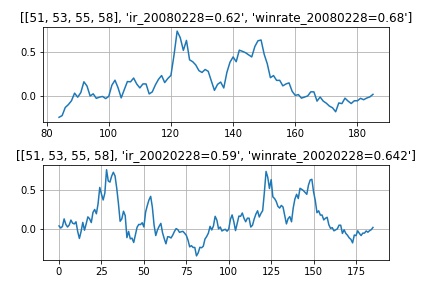 [[51, 53, 55, 58], 'ir_20080228=0.62', 'winrate_20080228=0.68']
0.5
0.0
80 100 120 140 160 180
[[51, 53, 55, 58], 'ir_20020228=0.59', 'winrate_20020228=0.642']
0.5
0.0
0 25 50 75 100 125 150 175